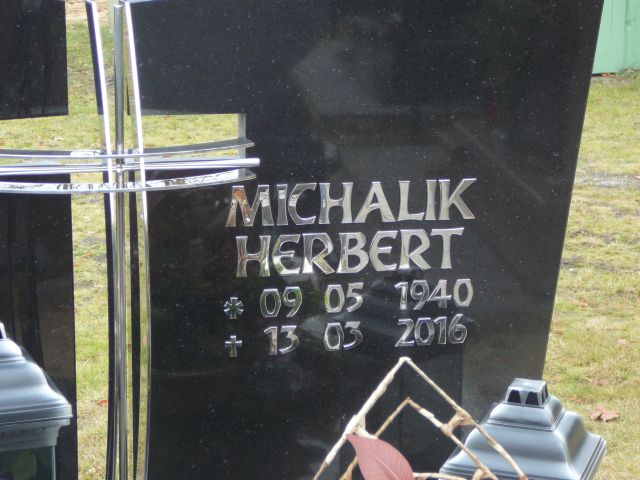 MICHALIK
HERBERT
* 09 05 1940
✝ 13 03 2016